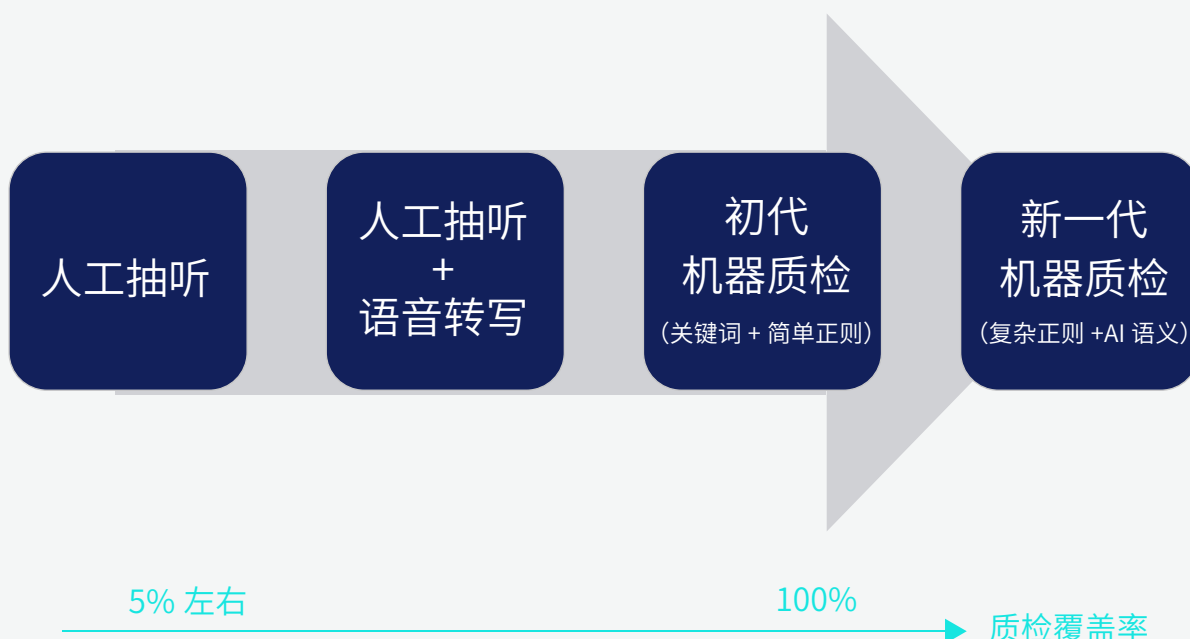 人工抽听
人工抽听
+
语音转写
初代
机器质检
（关键词 + 简单正则）
新一代
机器质检
（复杂正则 +AI 语义）
5% 左右
100%
质检覆盖率